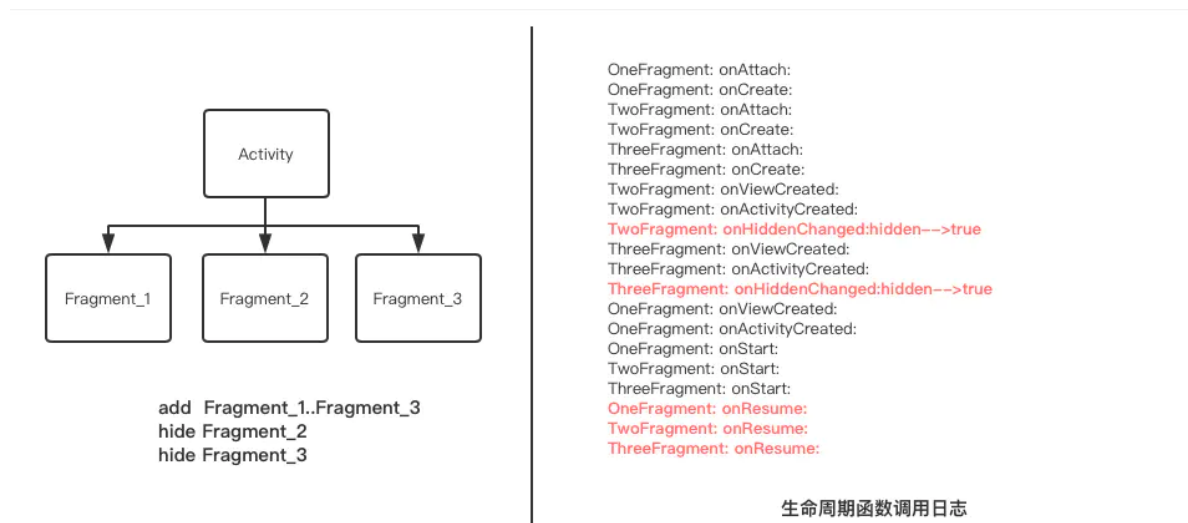 Activity
Fragment_1
Fragment_2
Fragment_3
add Fragment_1..Fragment_3
hide Fragment_2
hide Fragment_3
OneFragment: onAttach:
OneFragment: onCreate:
TwoFragment: onAttach:
TwoFragment: onCreate:
ThreeFragment: onAttach:
ThreeFragment: onCreate:
TwoFragment: onViewCreated:
TwoFragment: onActivityCreated:
TwoFragment: onHiddenChanged:hidden-->true
ThreeFragment: onViewCreated:
ThreeFragment: onActivityCreated:
ThreeFragment: onHiddenChanged:hidden-->true
OneFragment: onViewCreated:
OneFragment: onActivityCreated:
OneFragment: onStart:
TwoFragment: onStart:
ThreeFragment: onStart:
OneFragment: onResume:
TwoFragment: onResume:
ThreeFragment: onResume:
生命周期函数调用日志